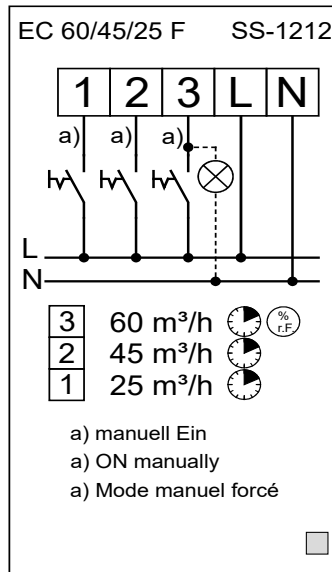 EC 60/45/25 F SS-1212
1 2 3 L N
a) a) a)
L
N
3 60 m³/h % r.F.
2 45 m³/h
1 25 m³/h
a) manuell Ein
a) ON manually
a) Mode manuel forcé